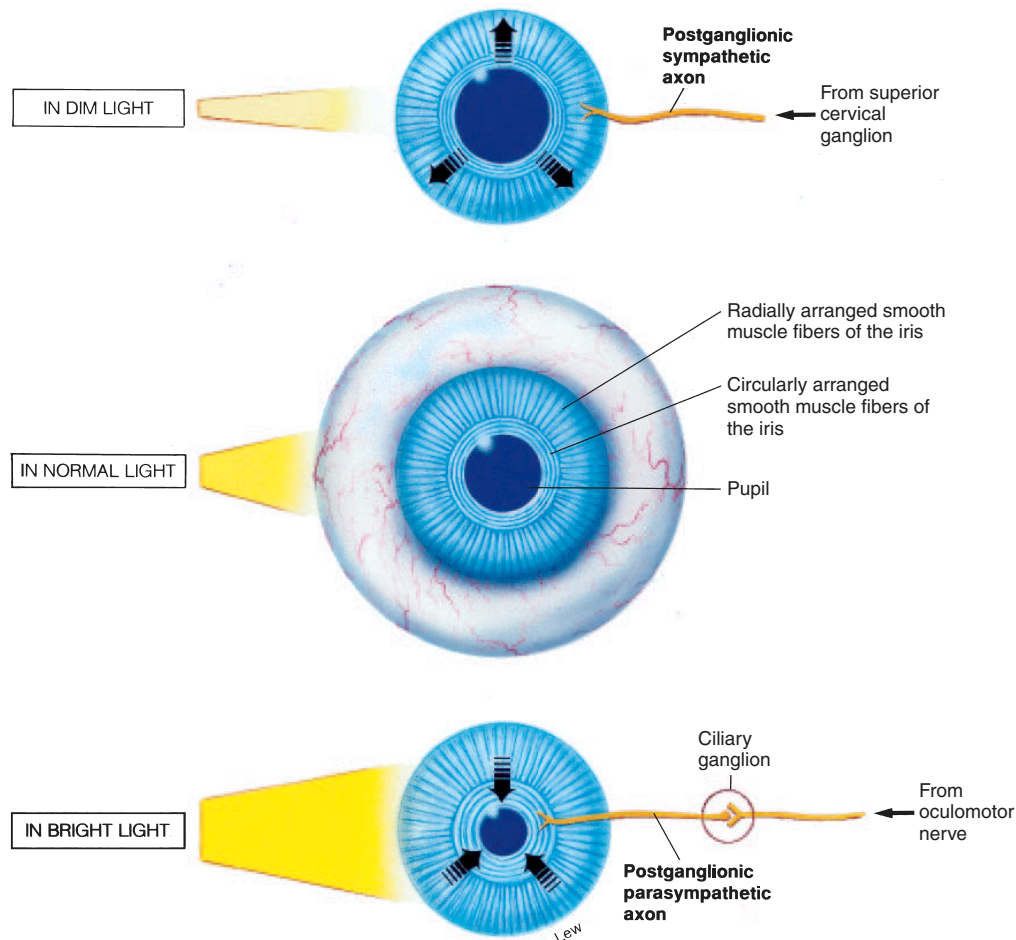 Postganglionic
sympathetic
axon
IN DIM LIGHT
From superior
cervical
ganglion
Radially arranged smooth
muscle fibers of the iris
Circularly arranged
smooth muscle fibers of
the iris
IN NORMAL LIGHT
Pupil
Ciliary
ganglion
From
oculomotor
nerve
IN BRIGHT LIGHT
Postganglionic
parasympathetic
axon
Lew